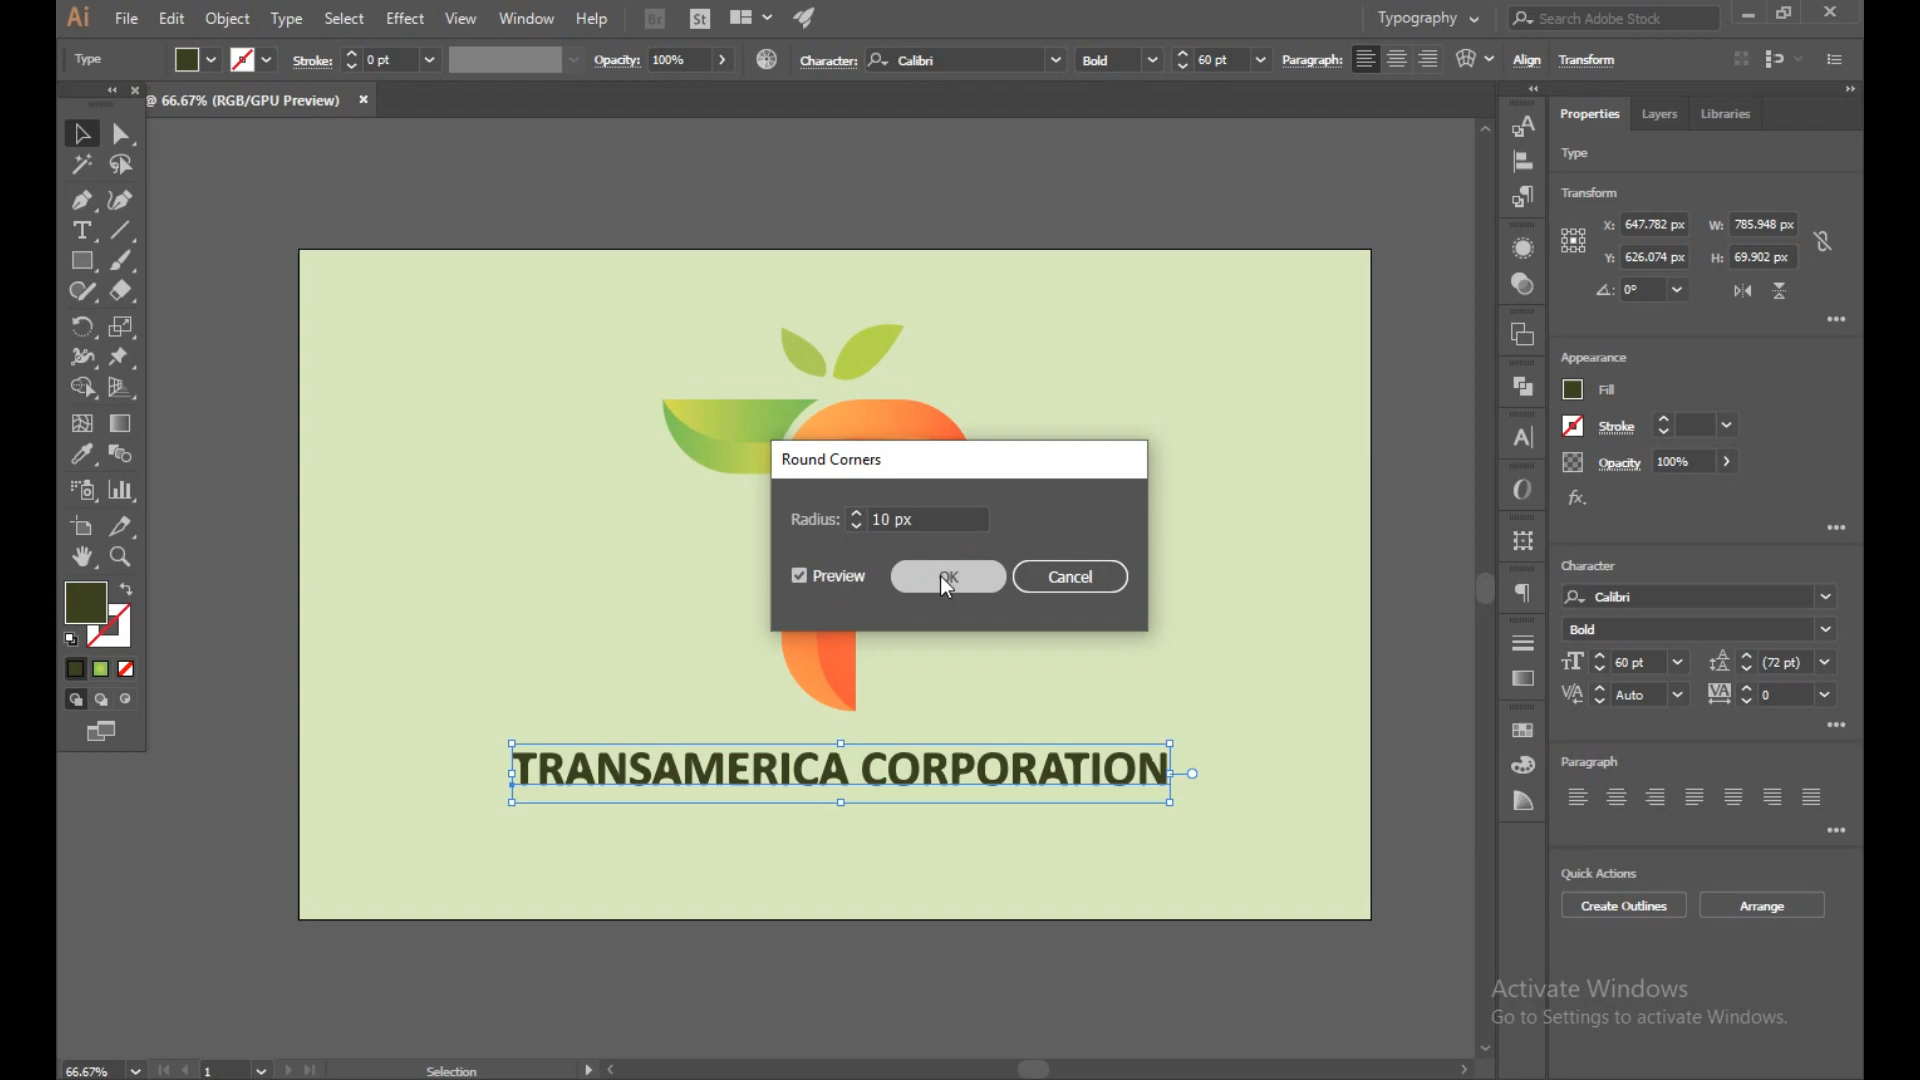 Ai File Edit Object Type Select Effect View Window Help Br St Typography Search Adobe Stock
Type Stroke: 0 pt Opacity: 100% Character: Calibri Bold 60 pt Paragraph: Align Transform
@ 66.67% (RGB/GPU Preview)
Properties Layers Libraries
Type
Transform
X: 647.782 px W: 785.948 px
Y: 626.074 px H: 69.902 px
0°
Appearance
Fill
Stroke
Opacity 100%
fx.
Round Corners
Radius: 10 px
Preview OK Cancel
TRANSAMERICA CORPORATION
Character
Calibri
Bold
60 pt (72 pt)
Auto 0
Paragraph
Quick Actions
Create Outlines Arrange
Activate Windows
Go to Settings to activate Windows.
66.67% 1 Selection